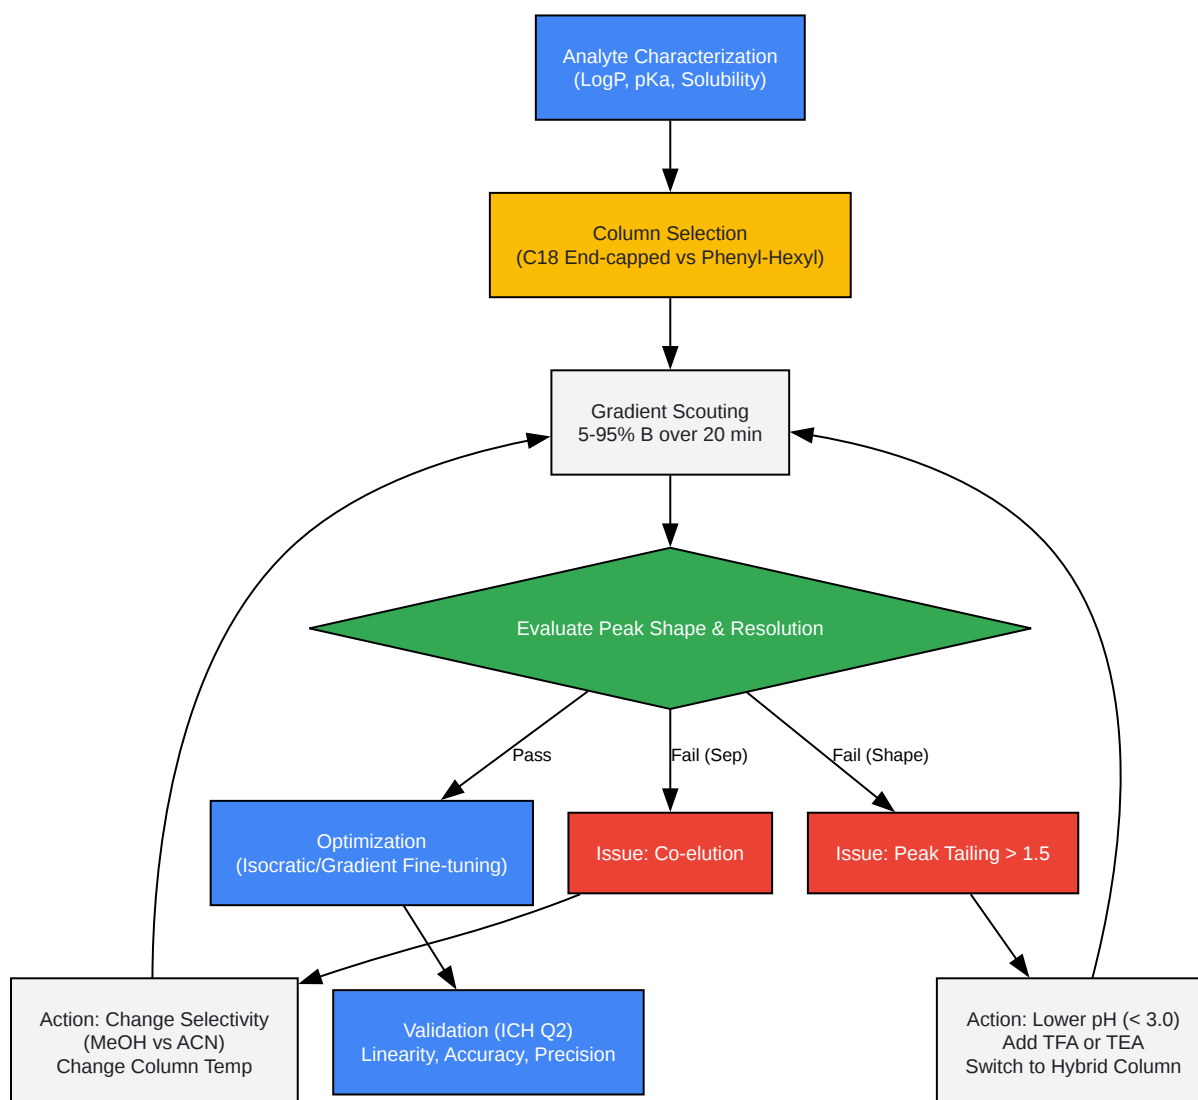 Analyte Characterization
(LogP, pKa, Solubility)
Column Selection
(C18 End-capped vs Phenyl-Hexyl)
Gradient Scouting
5-95% B over 20 min
Evaluate Peak Shape & Resolution
Pass
Fail (Sep)
Fail (Shape)
Optimization
(Isocratic/Gradient Fine-tuning)
Issue: Co-elution
Issue: Peak Tailing > 1.5
Action: Change Selectivity
(MeOH vs ACN)
Change Column Temp
Validation (ICH Q2)
Linearity, Accuracy, Precision
Action: Lower pH (< 3.0)
Add TFA or TEA
Switch to Hybrid Column